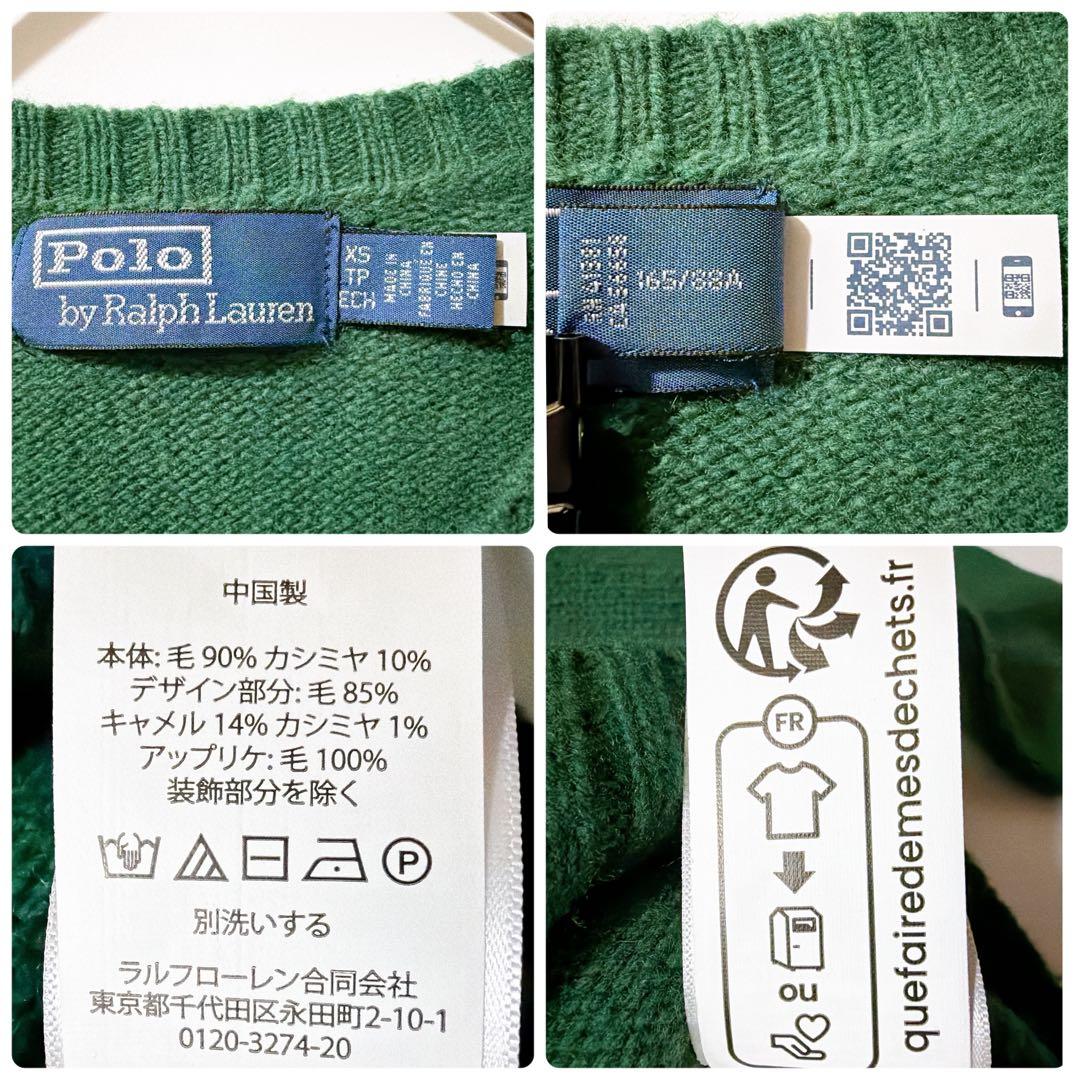 Polo
by Ralph Lauren
XS
TP
ECH
MADE IN
CHINA
FABRIQUÉ EN
CHINE
HECHO EN
CHINA
165/88A
中国製
本体: 毛 90% カシミヤ 10%
デザイン部分: 毛 85%
キャメル 14% カシミヤ 1%
アップリケ: 毛 100%
装飾部分を除く
P
別洗いする
ラルフローレン合同会社
東京都千代田区永田町2-10-1
0120-3274-20
FR
ou
quefairedemesdechets.fr